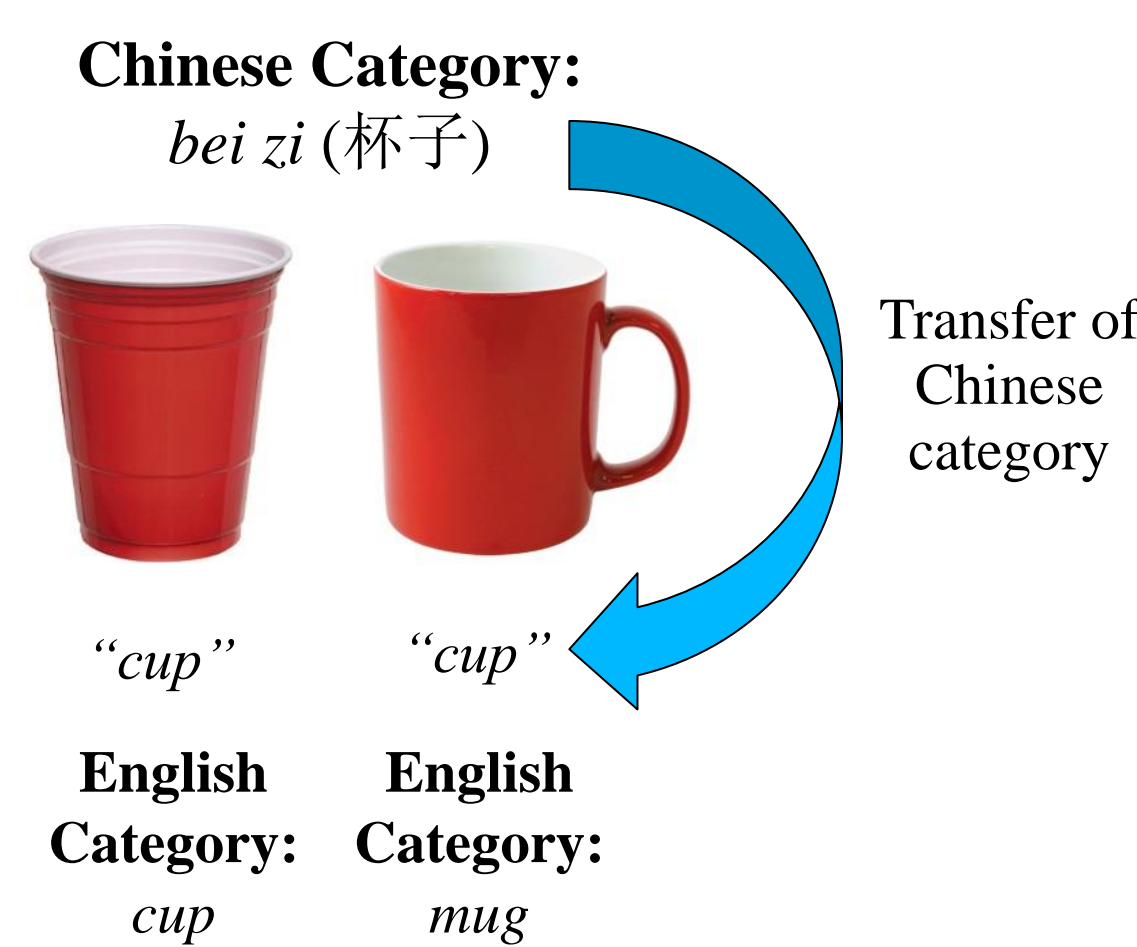 Chinese Category:
bei zi (杯子)
Transfer of
Chinese
category
“cup”
“cup”
English
Category:
cup
English
Category:
mug